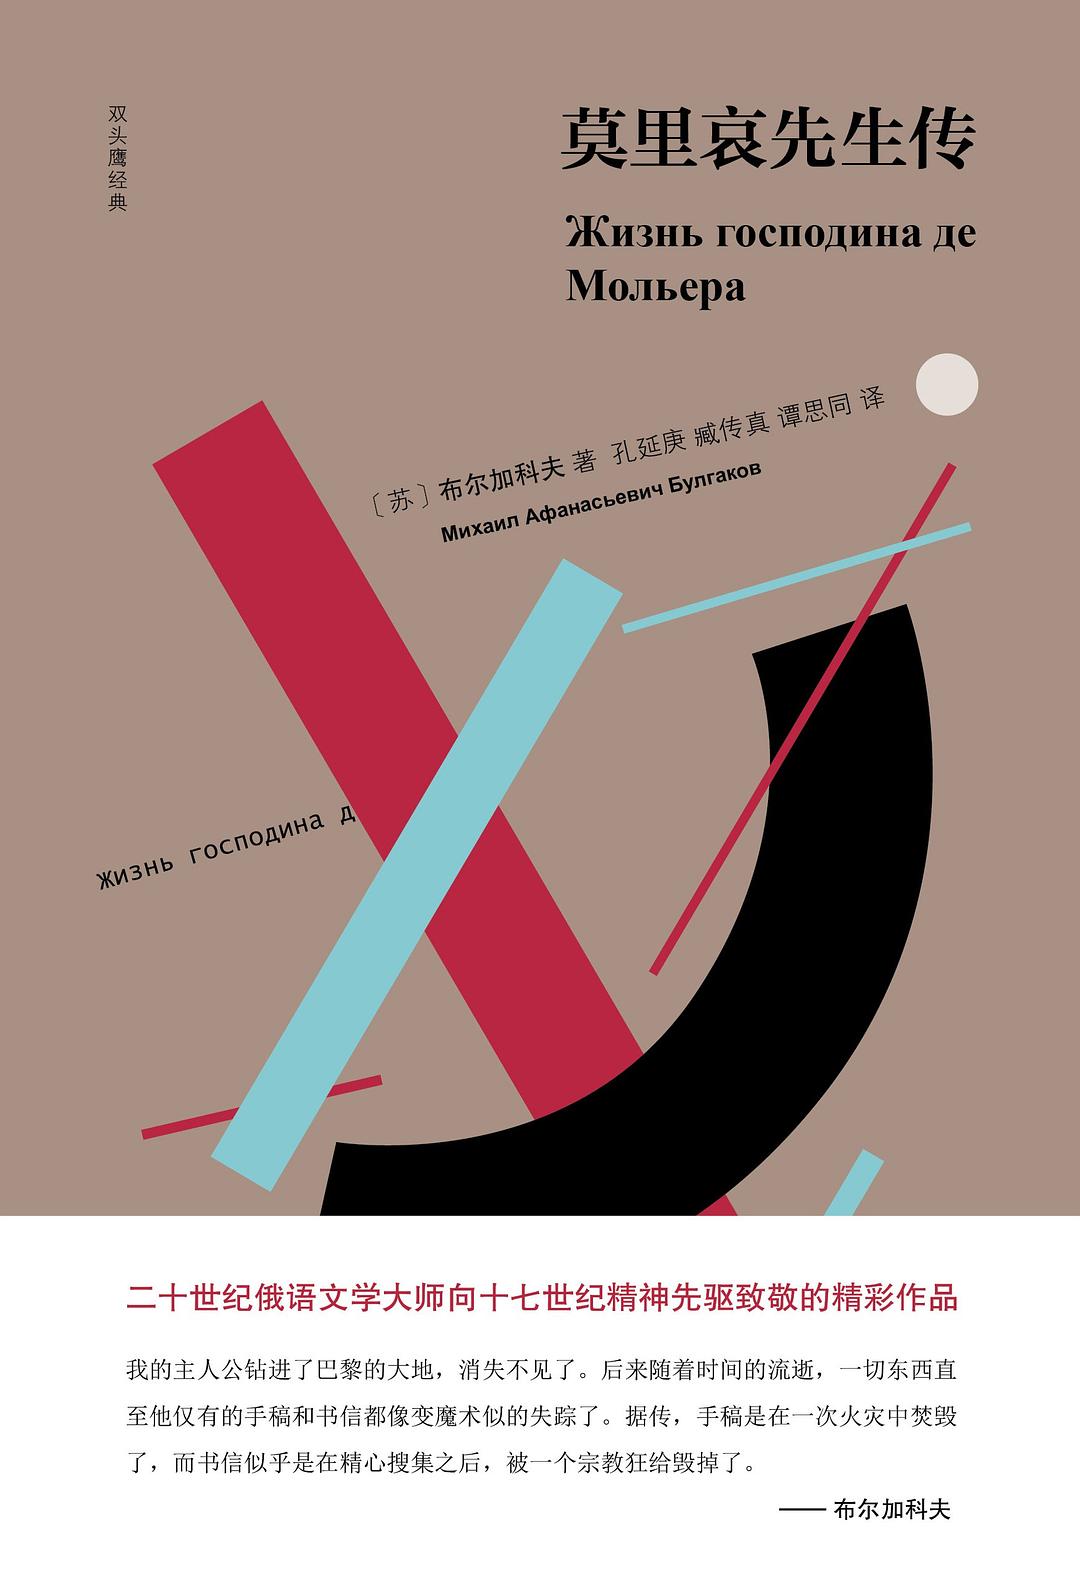 双头鹰经典
莫里哀先生传
Жизнь господина де
Мольера
〔苏〕布尔加科夫 著 孔延庚 臧传真 谭思同 译
Михаил Афанасьевич Булгаков
Жизнь господина д
二十世纪俄语文学大师向十七世纪精神先驱致敬的精彩作品
我的主人公钻进了巴黎的大地，消失不见了。后来随着时间的流逝，一切东西直
至他仅有的手稿和书信都像变魔术似的失踪了。据传，手稿是在一次火灾中焚毁
了，而书信似乎是在精心搜集之后，被一个宗教狂给毁掉了。
—— 布尔加科夫